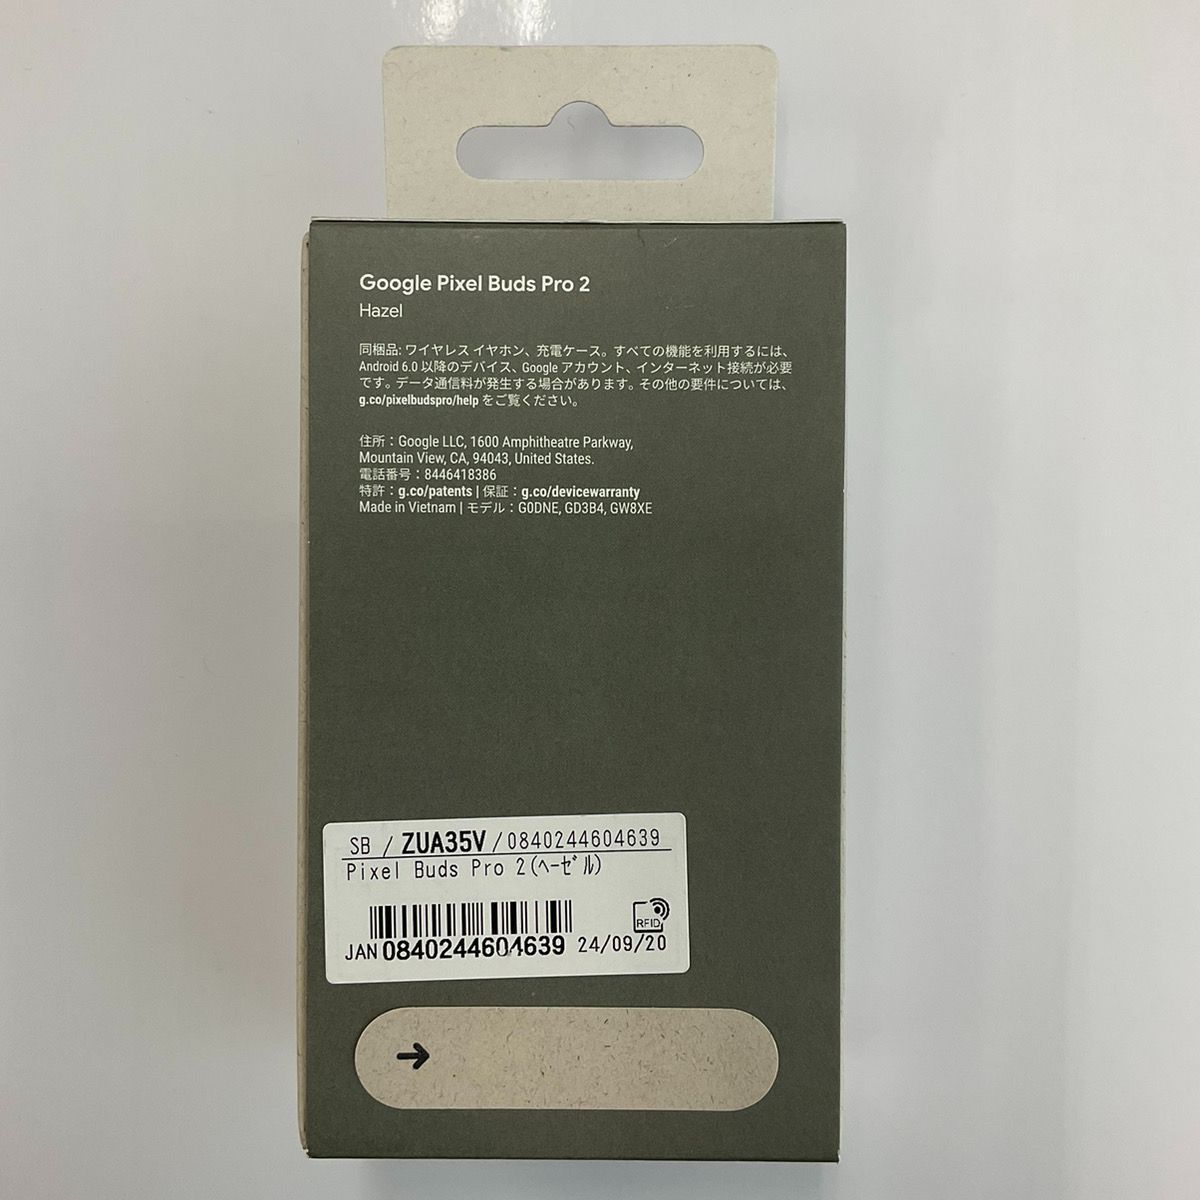 Google Pixel Buds Pro 2
Hazel
同梱品: ワイヤレス イヤホン、充電ケース。すべての機能を利用するには、
Android 6.0 以降のデバイス、Google アカウント、インターネット接続が必要
です。データ通信料が発生する場合があります。その他の要件については、
g.co/pixelbudspro/help をご覧ください。
住所：Google LLC, 1600 Amphitheatre Parkway,
Mountain View, CA, 94043, United States.
電話番号：8446418386
特許：g.co/patents | 保証：g.co/devicewarranty
Made in Vietnam | モデル：G0DNE, GD3B4, GW8XE
SB / ZUA35V / 0840244604639
Pixel Buds Pro 2(ﾍｰｾﾞﾙ)
RFID
JAN 0840244604639 24/09/20